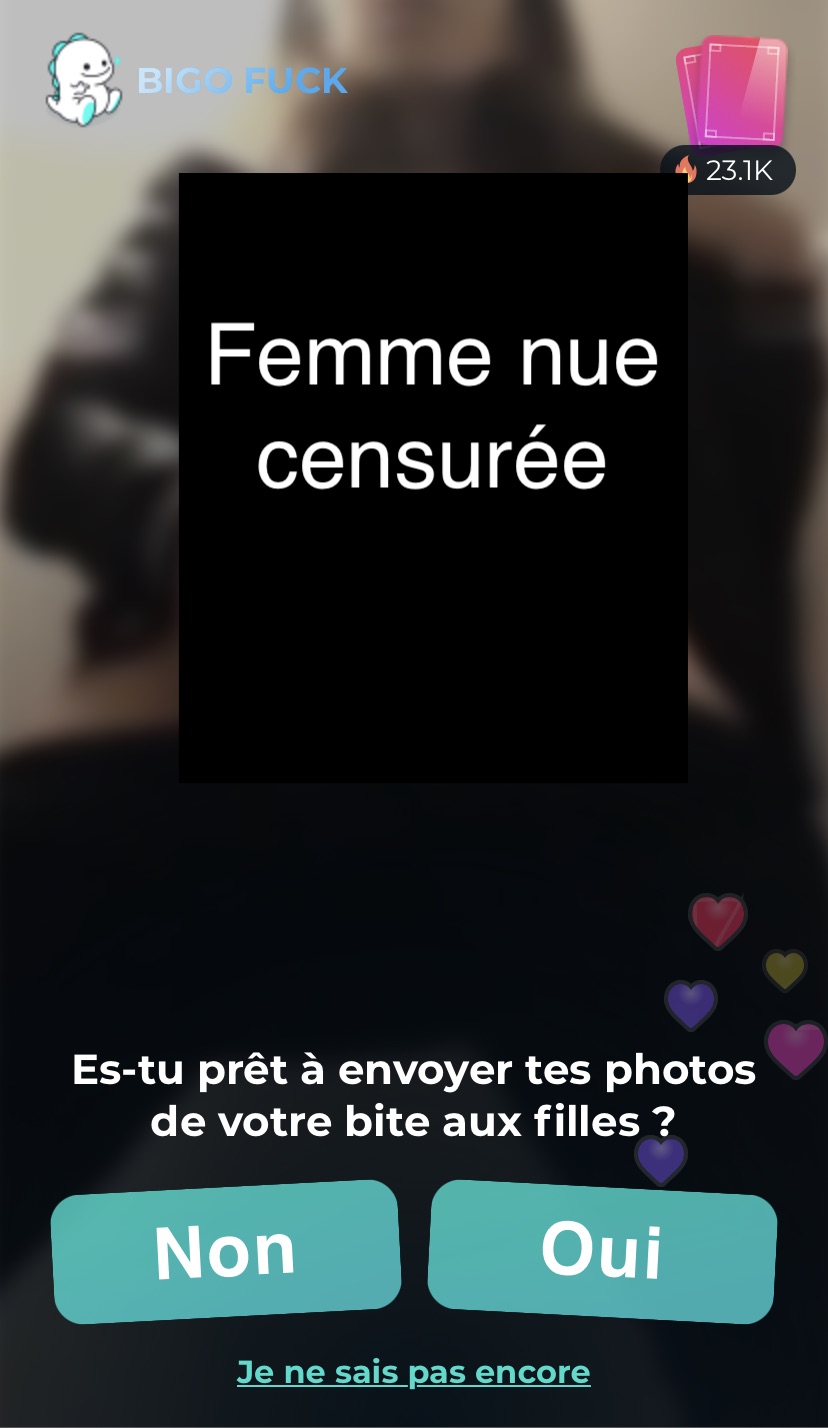 BIGO FUCK
23.1K
Femme nue
censurée
Es-tu prêt à envoyer tes photos
de votre bite aux filles ?
Non
Oui
Je ne sais pas encore